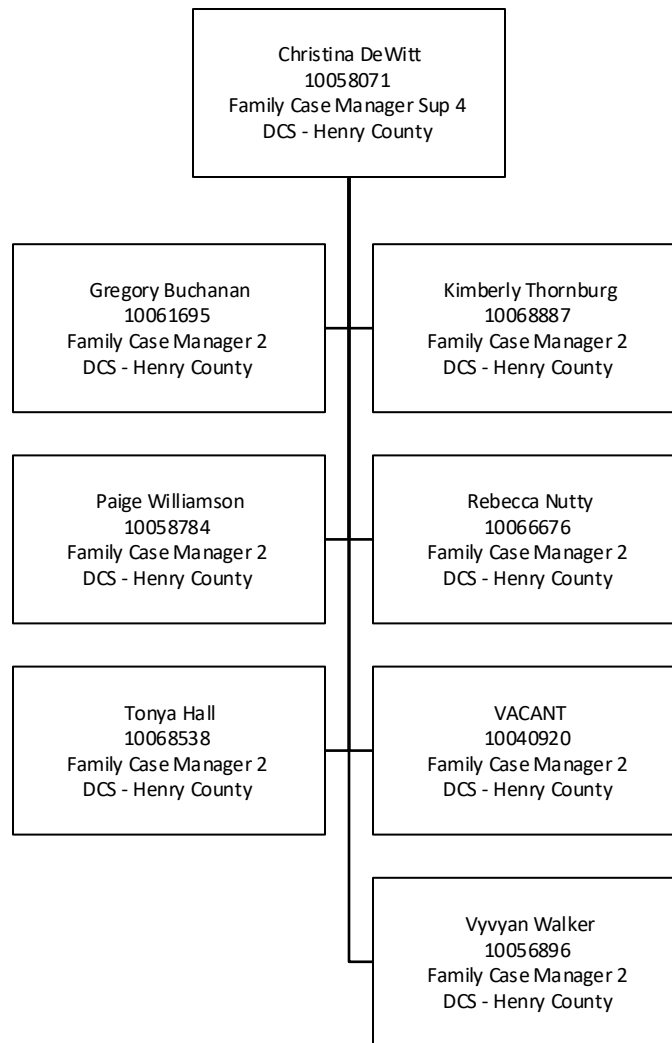 Christina DeWitt
10058071
Family Case Manager Sup 4
DCS - Henry County
Gregory Buchanan
10061695
Family Case Manager 2
DCS - Henry County
Kimberly Thornburg
10068887
Family Case Manager 2
DCS - Henry County
Paige Williamson
10058784
Family Case Manager 2
DCS - Henry County
Rebecca Nutty
10066676
Family Case Manager 2
DCS - Henry County
Tonya Hall
10068538
Family Case Manager 2
DCS - Henry County
VACANT
10040920
Family Case Manager 2
DCS - Henry County
Vyvyan Walker
10056896
Family Case Manager 2
DCS - Henry County